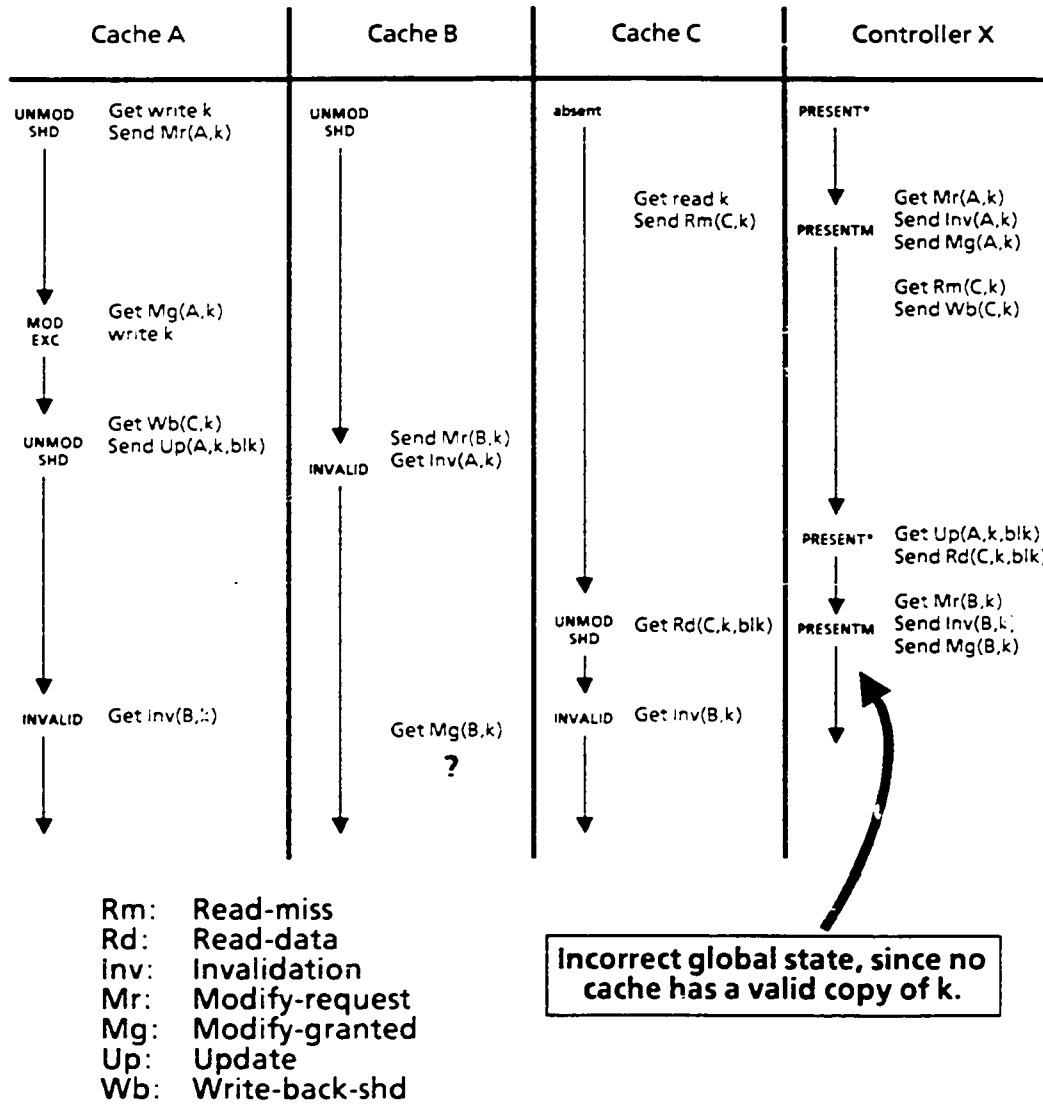 Cache A
Cache B
Cache C
Controller X
UNMOD
SHD
Get write k
Send Mr(A,k)
UNMOD
SHD
absent
PRESENT*
Get read k
Send Rm(C,k)
PRESENTM
Get Mr(A,k)
Send Inv(A,k)
Send Mg(A,k)
Get Rm(C,k)
Send Wb(C,k)
MOD
EXC
Get Mg(A,k)
write k
UNMOD
SHD
Get Wb(C,k)
Send Up(A,k,blk)
INVALID
Send Mr(B,k)
Get Inv(A,k)
PRESENT*
Get Up(A,k,blk)
Send Rd(C,k,blk)
UNMOD
SHD
Get Rd(C,k,blk)
PRESENTM
Get Mr(B,k)
Send Inv(B,k)
Send Mg(B,k)
INVALID
Get Inv(B,k)
Get Mg(B,k)
?
INVALID
Get Inv(B,k)
Rm: Read-miss
Rd: Read-data
Inv: Invalidation
Mr: Modify-request
Mg: Modify-granted
Up: Update
Wb: Write-back-shd
Incorrect global state, since no
cache has a valid copy of k.